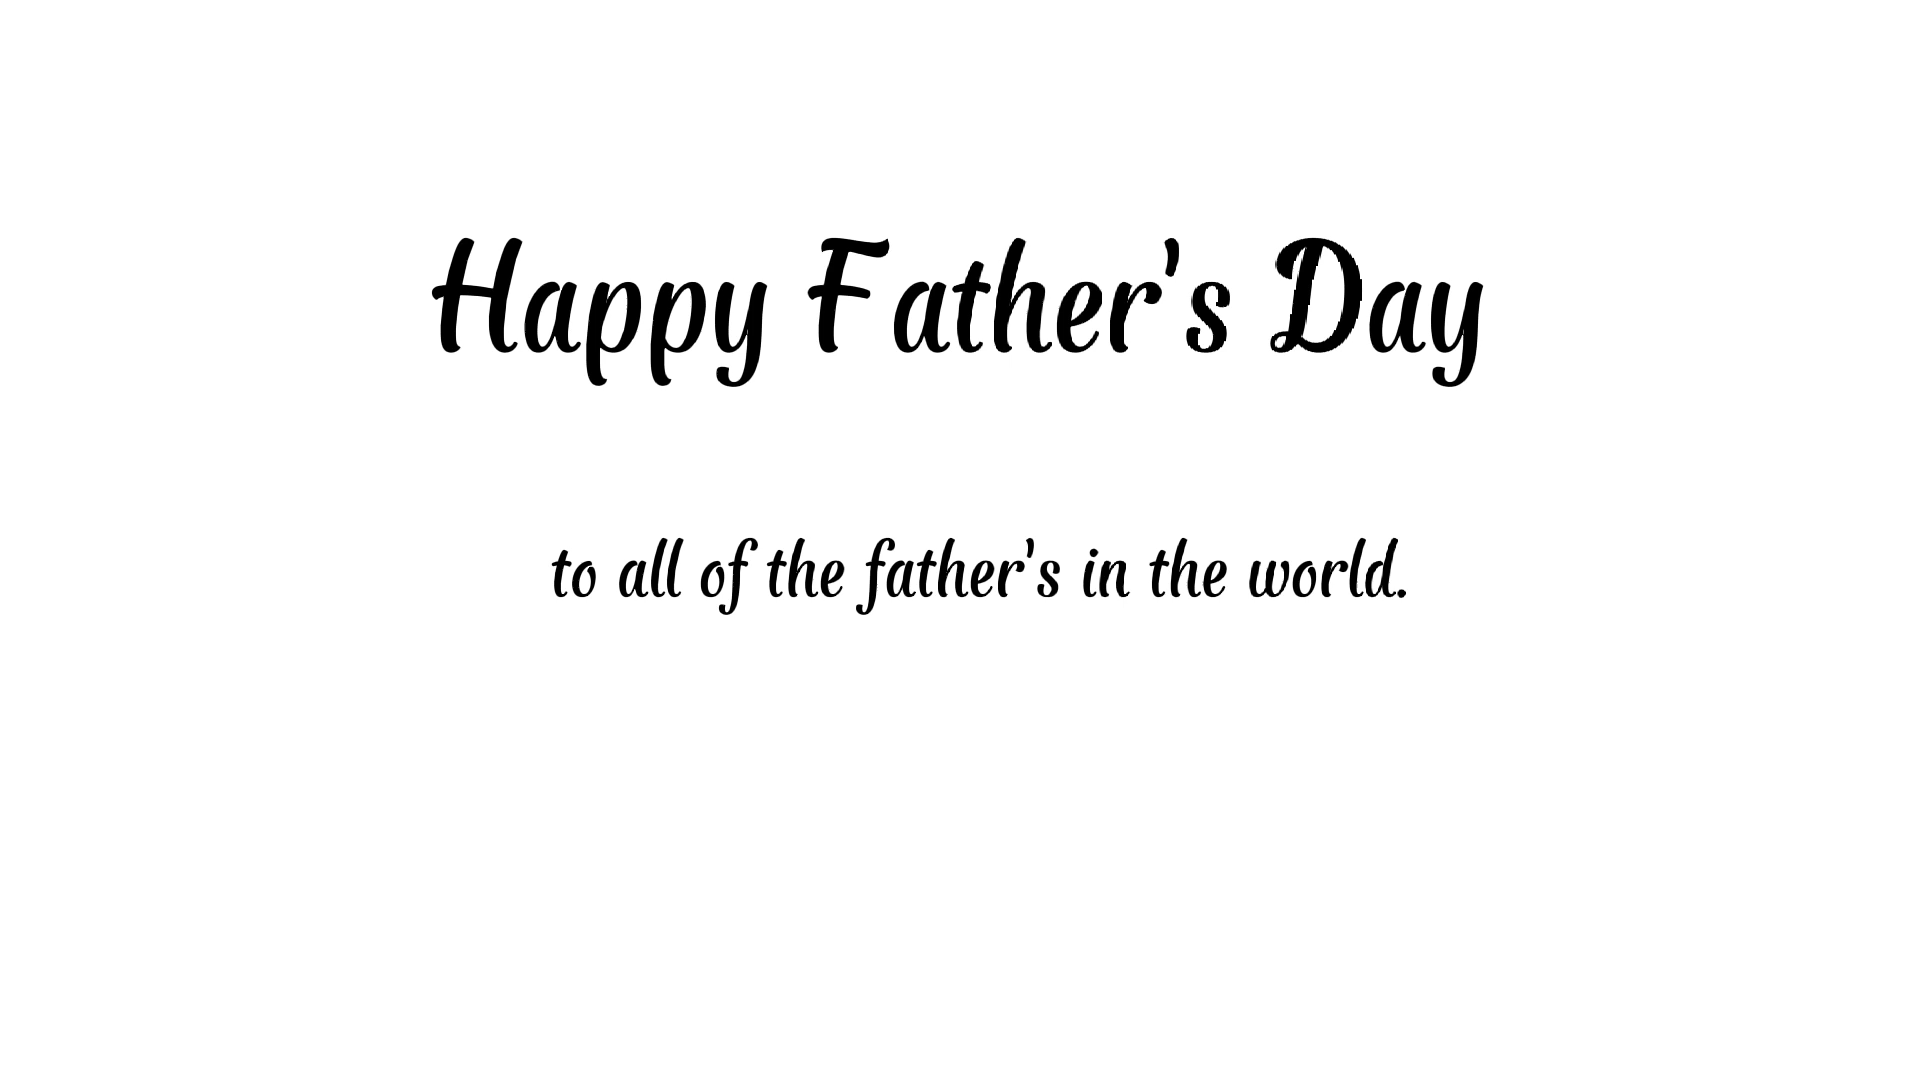 Happy Father's Day
to all of the father's in the world.